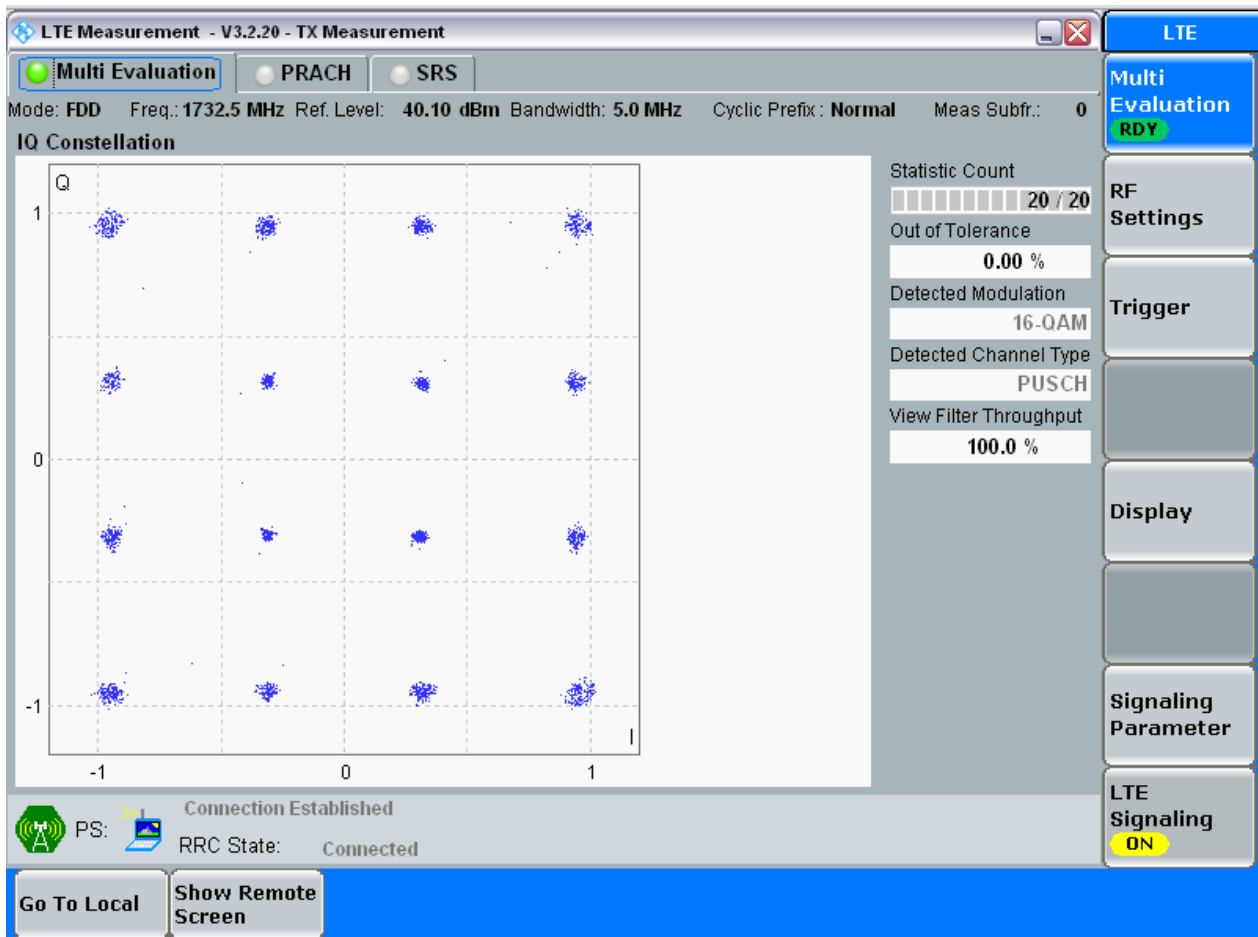 LTE Measurement - V3.2.20 - TX Measurement
LTE
Multi Evaluation PRACH SRS
Mode: FDD Freq.: 1732.5 MHz Ref. Level: 40.10 dBm Bandwidth: 5.0 MHz Cyclic Prefix : Normal Meas Subfr.: 0
IQ Constellation
Q
1
0
-1
I
-1 0 1
Statistic Count
20 / 20
Out of Tolerance
0.00 %
Detected Modulation
16-QAM
Detected Channel Type
PUSCH
View Filter Throughput
100.0 %
Multi
Evaluation
RDY
RF
Settings
Trigger
Display
Signaling
Parameter
LTE
Signaling
ON
PS:
Connection Established
RRC State: Connected
Go To Local
Show Remote
Screen